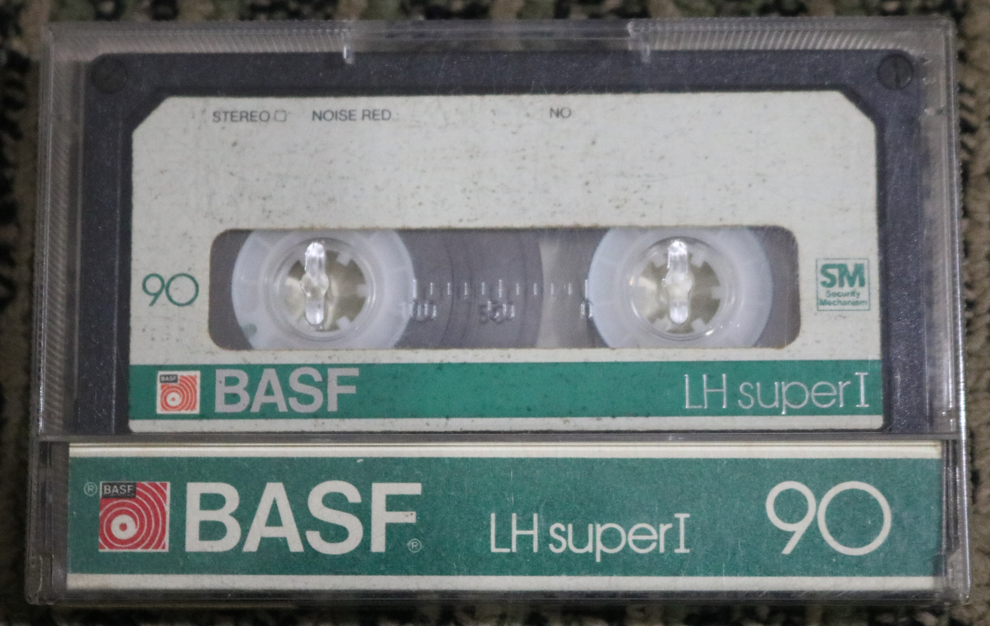 STEREO □ NOISE RED. NO
90
SM
Security
Mechanism
100 50 0
BASF BASF LH super I
® BASF BASF® LH super I 90